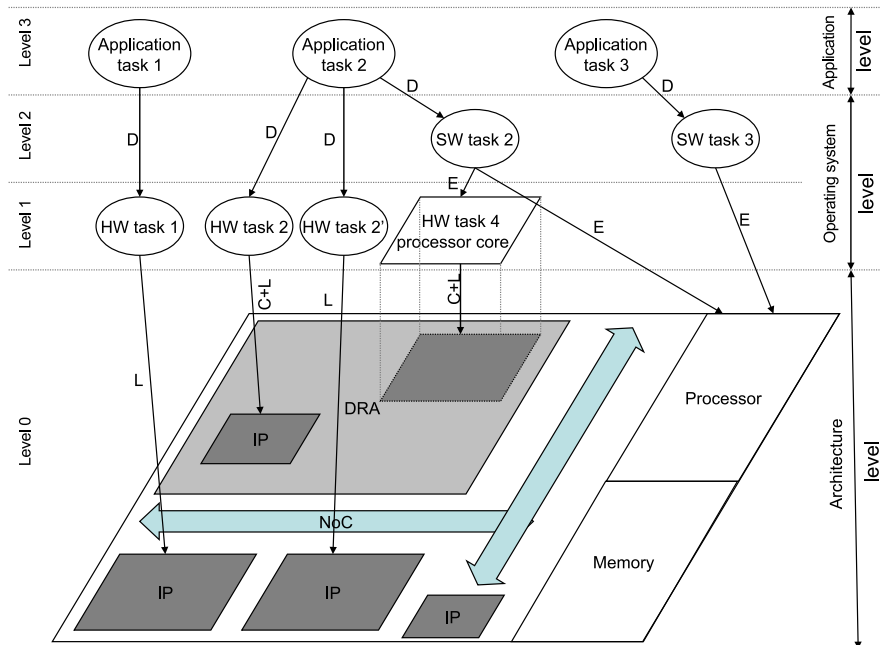 Level 3
Application
task 1
Application
task 2
Application
task 3
Application
level
D
D
D
D
D
Level 2
SW task 2
SW task 3
Operating system
level
E
E
E
Level 1
HW task 1
HW task 2
HW task 2'
HW task 4
processor core
C+L
L
C+L
L
Level 0
DRA
IP
Processor
NoC
Memory
IP
IP
IP
Architecture
level